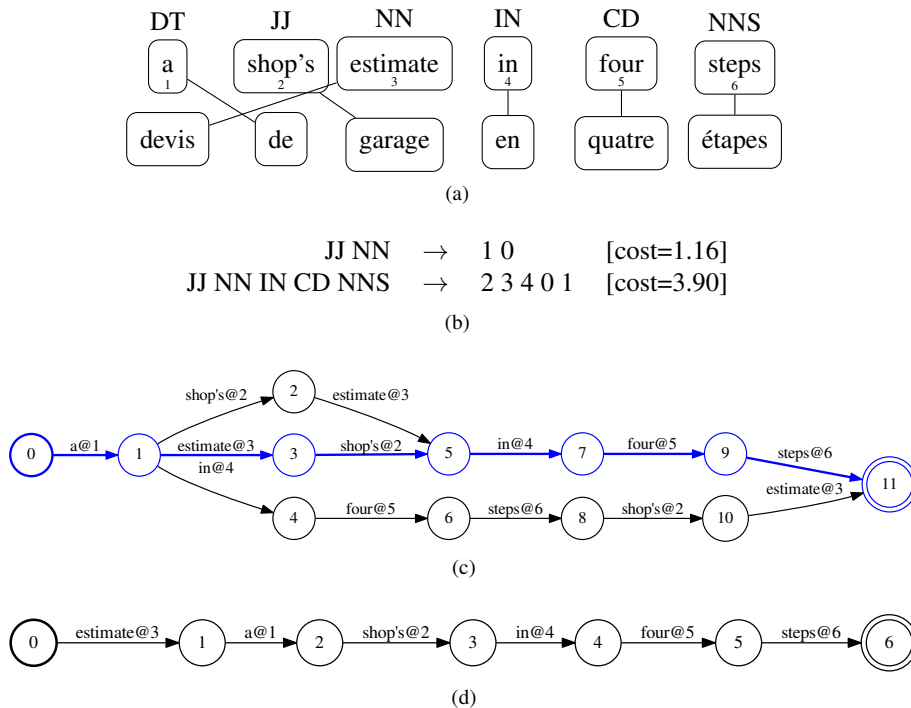 DT JJ NN IN CD NNS
a shop's estimate in four steps
1 2 3 4 5 6
devis de garage en quatre étapes
(a)
JJ NN → 1 0 [cost=1.16]
JJ NN IN CD NNS → 2 3 4 0 1 [cost=3.90]
(b)
2
shop's@2 estimate@3
0 a@1 1 estimate@3 3 shop's@2 5 in@4 7 four@5 9 steps@6
11
in@4 estimate@3
4 four@5 6 steps@6 8 shop's@2 10
(c)
0 estimate@3 1 a@1 2 shop's@2 3 in@4 4 four@5 5 steps@6 6
(d)